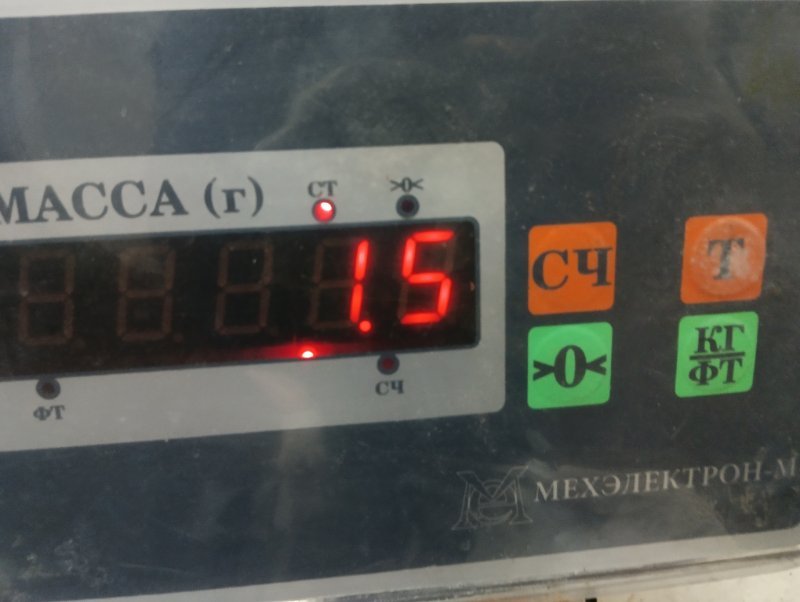 МАССА (г)
СТ
>0<
1.5
ФТ
СЧ
СЧ
Т
>0<
КГ
ФТ
МЕХЭЛЕКТРОН-М